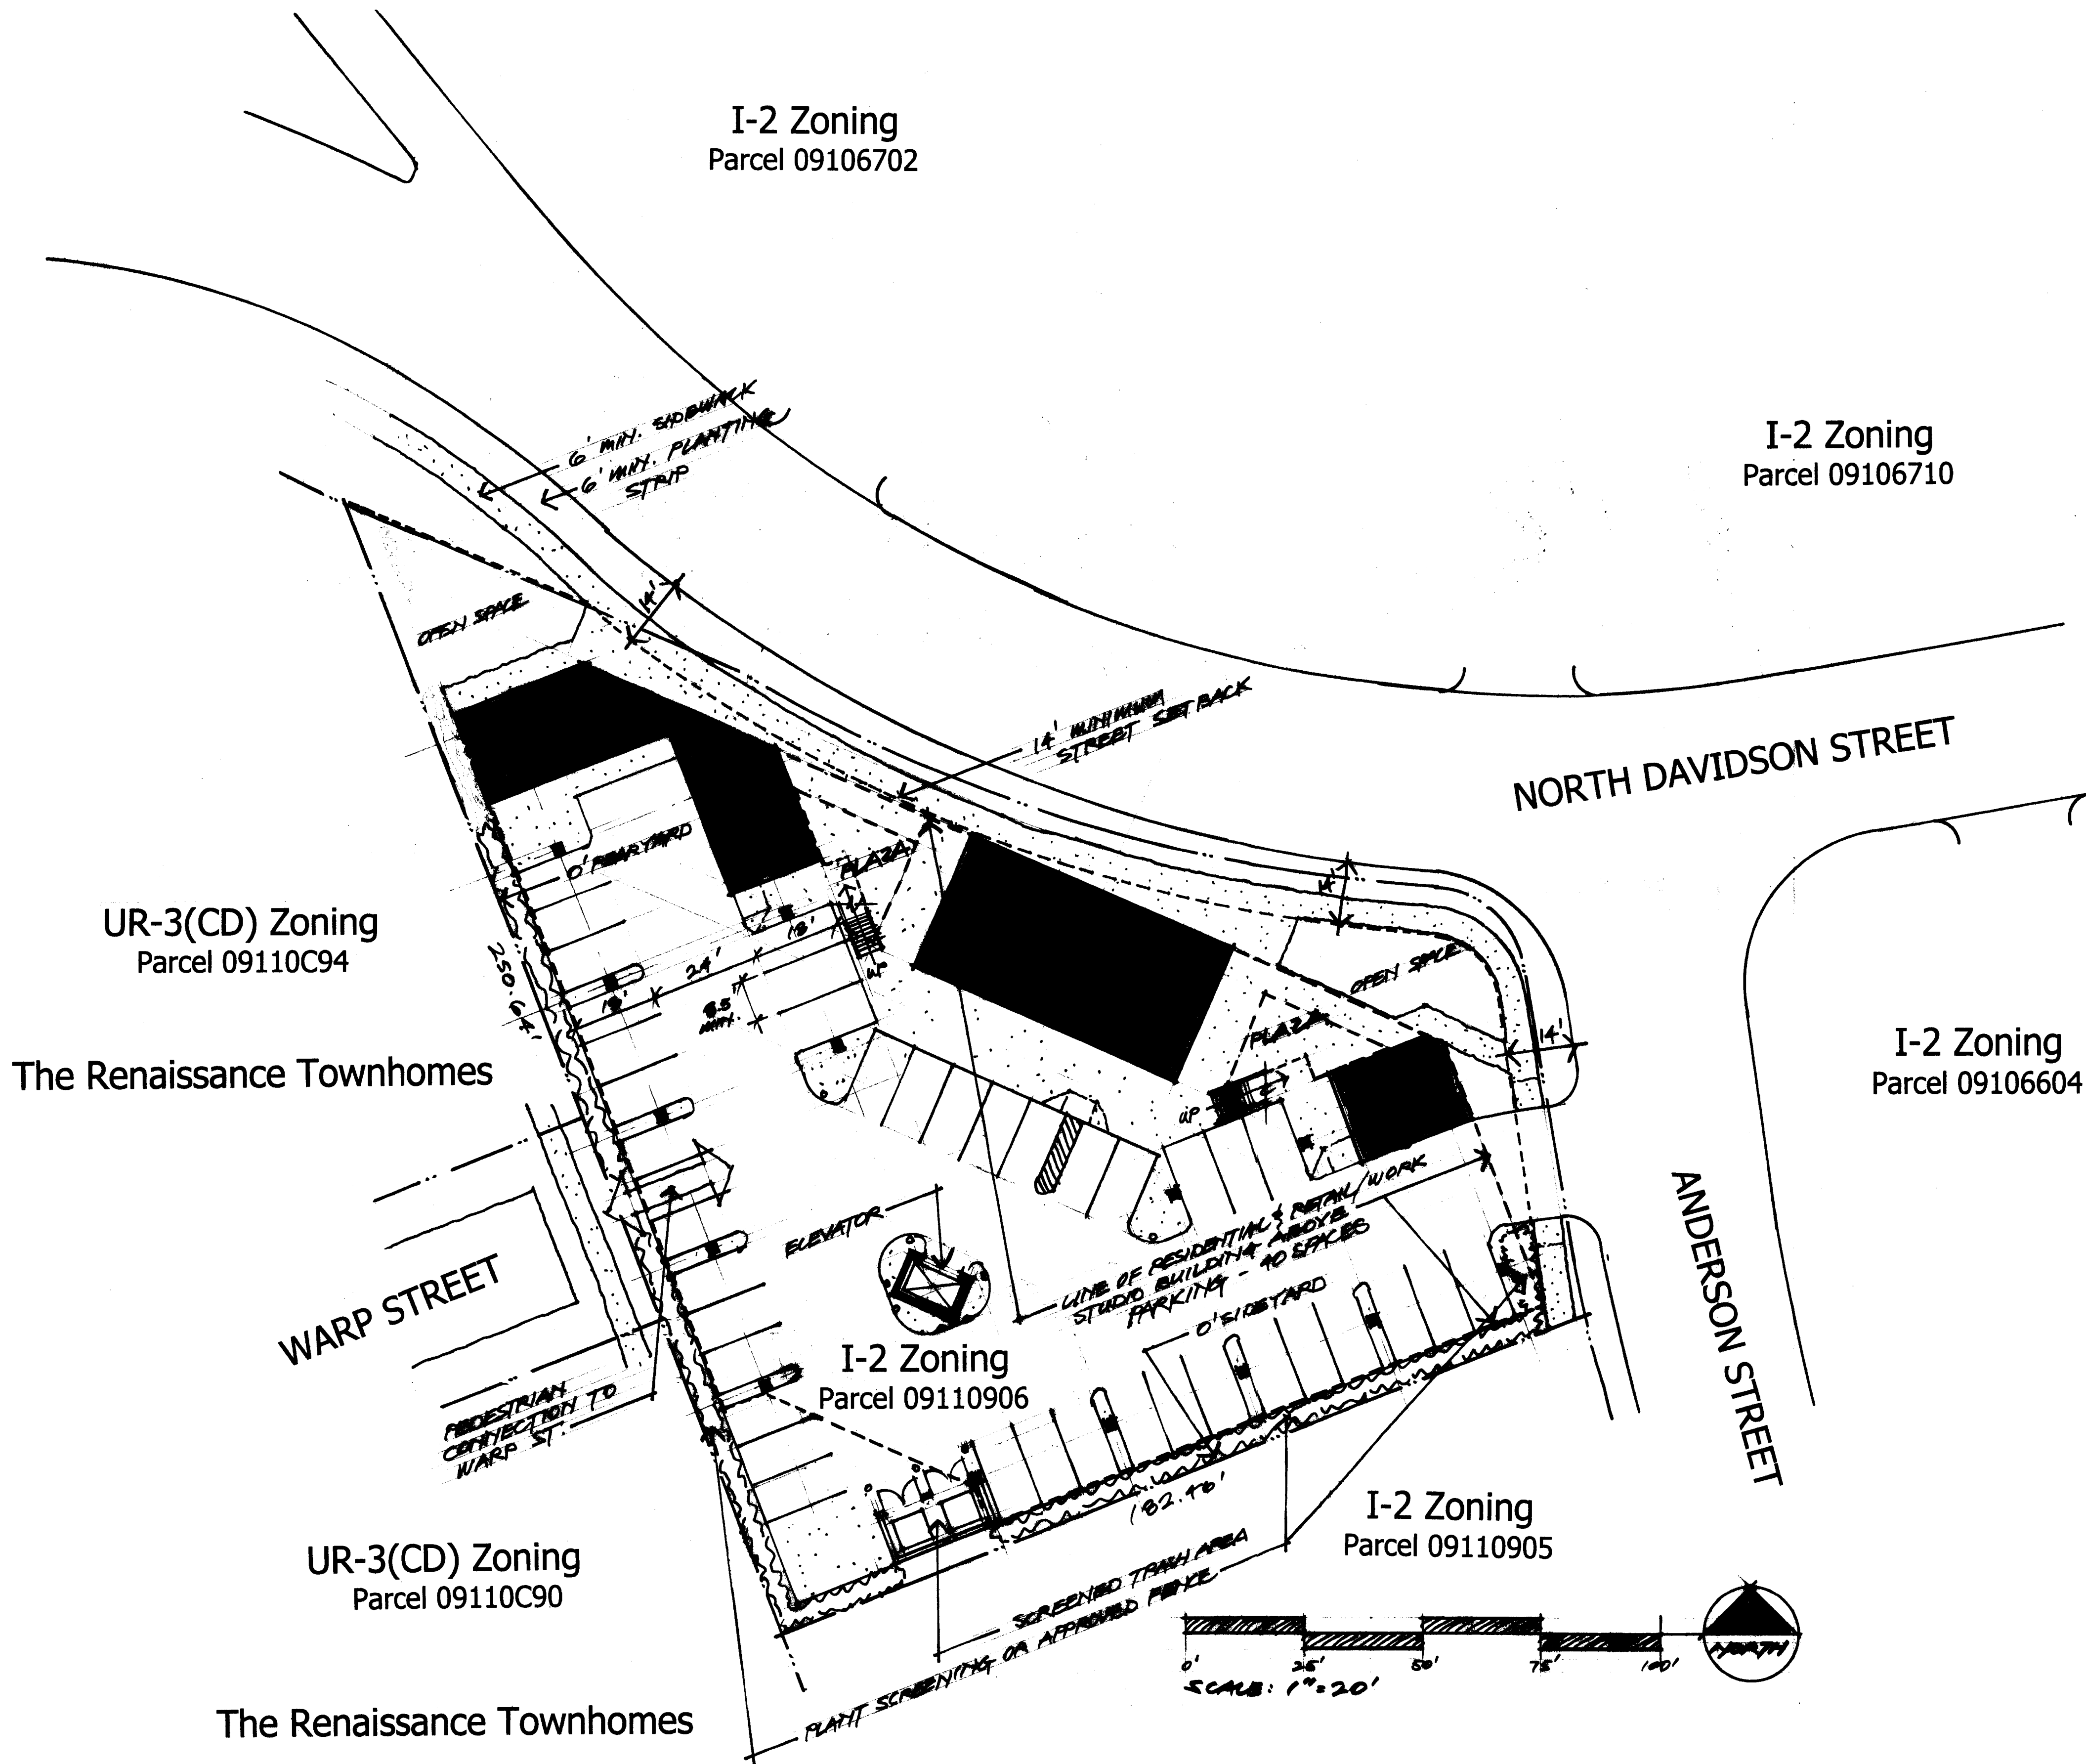 I-2 Zoning
Parcel 09106702
6' MIN. SIDEWALK
6' MIN. PLANTING
STRIP
I-2 Zoning
Parcel 09106710
14'
OPEN SPACE
14' MINIMUM
STREET SETBACK
NORTH DAVIDSON STREET
0' REARYARD
PLAZA
14'
UR-3(CD) Zoning
Parcel 09110C94
250.64'
18'
24'
18'
8.5
MIN.
UP
OPEN SPACE
PLAZA
14'
I-2 Zoning
Parcel 09106604
The Renaissance Townhomes
UP
ELEVATOR
LINE OF RESIDENTIAL & RETAIL/WORK
STUDIO BUILDING ABOVE
PARKING - 40 SPACES
0' SIDEYARD
ANDERSON STREET
WARP STREET
I-2 Zoning
Parcel 09110906
PEDESTRIAN
CONNECTION TO
WARP ST.
182.46'
I-2 Zoning
Parcel 09110905
UR-3(CD) Zoning
Parcel 09110C90
SCREENED TRASH AREA
PLANT SCREENING OR APPROVED FENCE
0' 25' 50' 75' 100'
SCALE: 1"=20'
NORTH
The Renaissance Townhomes